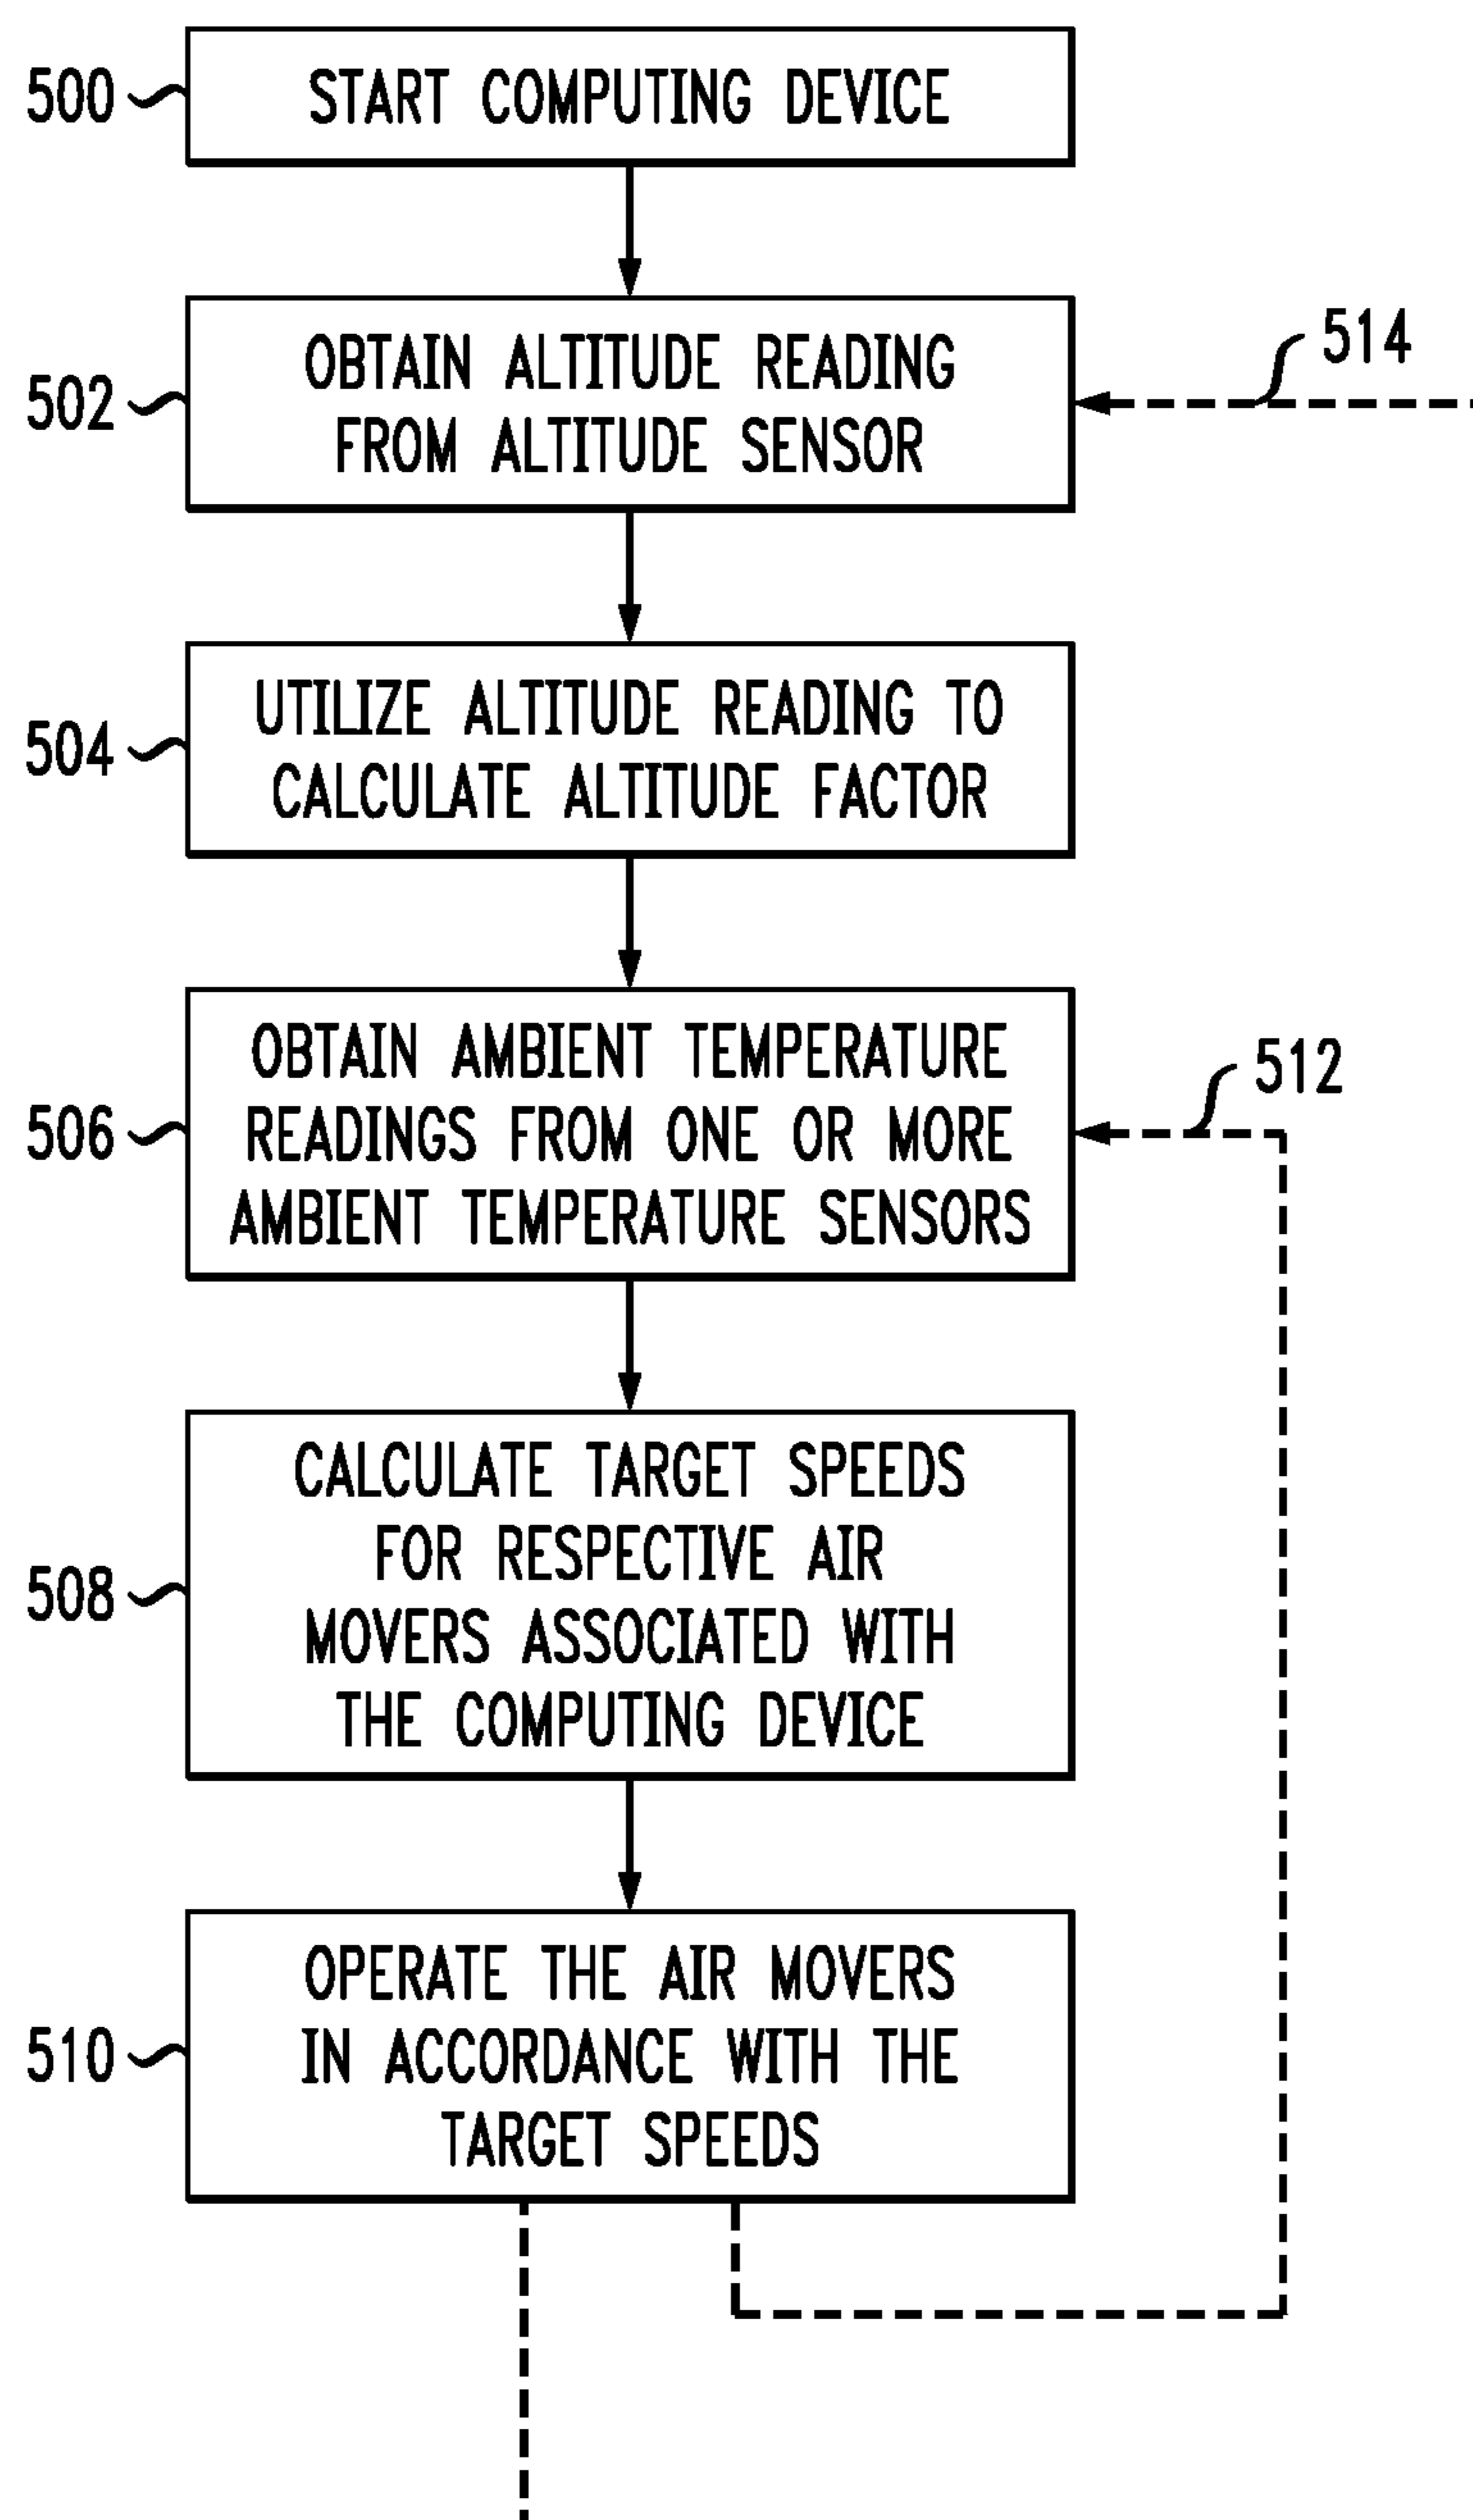 500
START COMPUTING DEVICE
502
OBTAIN ALTITUDE READING
FROM ALTITUDE SENSOR
514
504
UTILIZE ALTITUDE READING TO
CALCULATE ALTITUDE FACTOR
506
OBTAIN AMBIENT TEMPERATURE
READINGS FROM ONE OR MORE
AMBIENT TEMPERATURE SENSORS
512
508
CALCULATE TARGET SPEEDS
FOR RESPECTIVE AIR
MOVERS ASSOCIATED WITH
THE COMPUTING DEVICE
510
OPERATE THE AIR MOVERS
IN ACCORDANCE WITH THE
TARGET SPEEDS